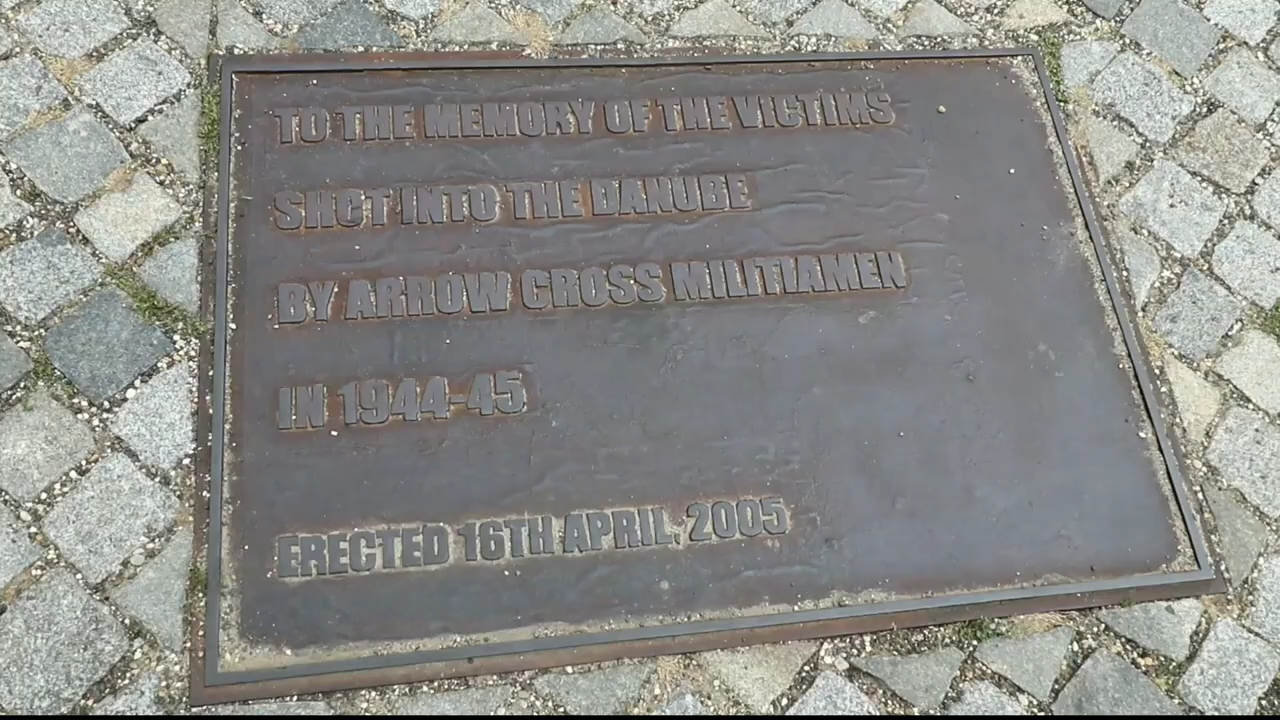 TO THE MEMORY OF THE VICTIMS
SHOT INTO THE DANUBE
BY ARROW CROSS MILITIAMEN
IN 1944-45
ERECTED 16TH APRIL, 2005